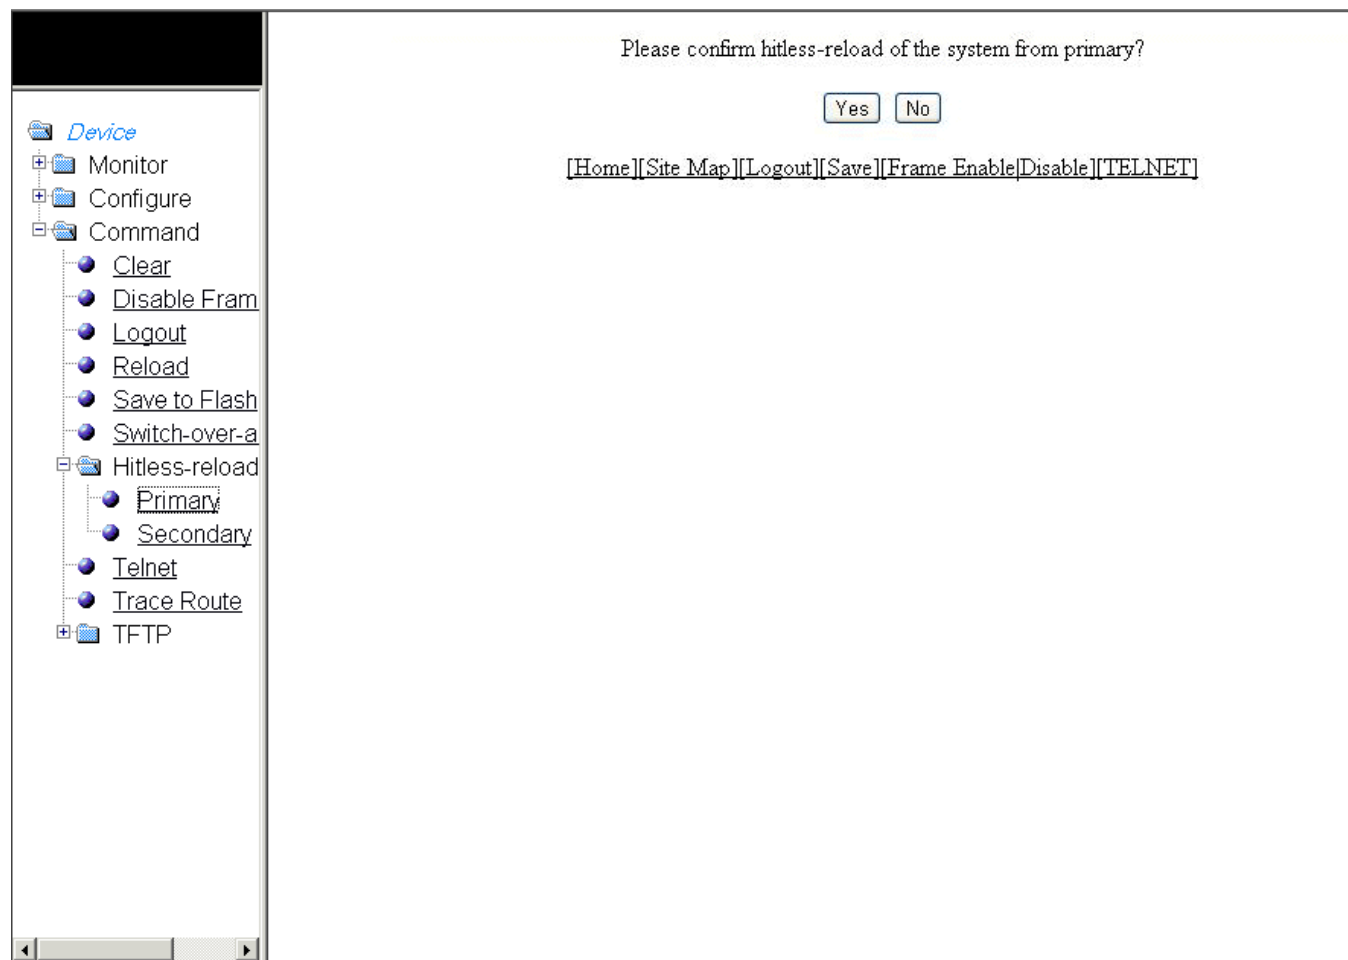 Please confirm hitless-reload of the system from primary?
Yes No
[Home][Site Map][Logout][Save][Frame Enable|Disable][TELNET]
Device
Monitor
Configure
Command
Clear
Disable Fram
Logout
Reload
Save to Flash
Switch-over-a
Hitless-reload
Primary
Secondary
Telnet
Trace Route
TFTP